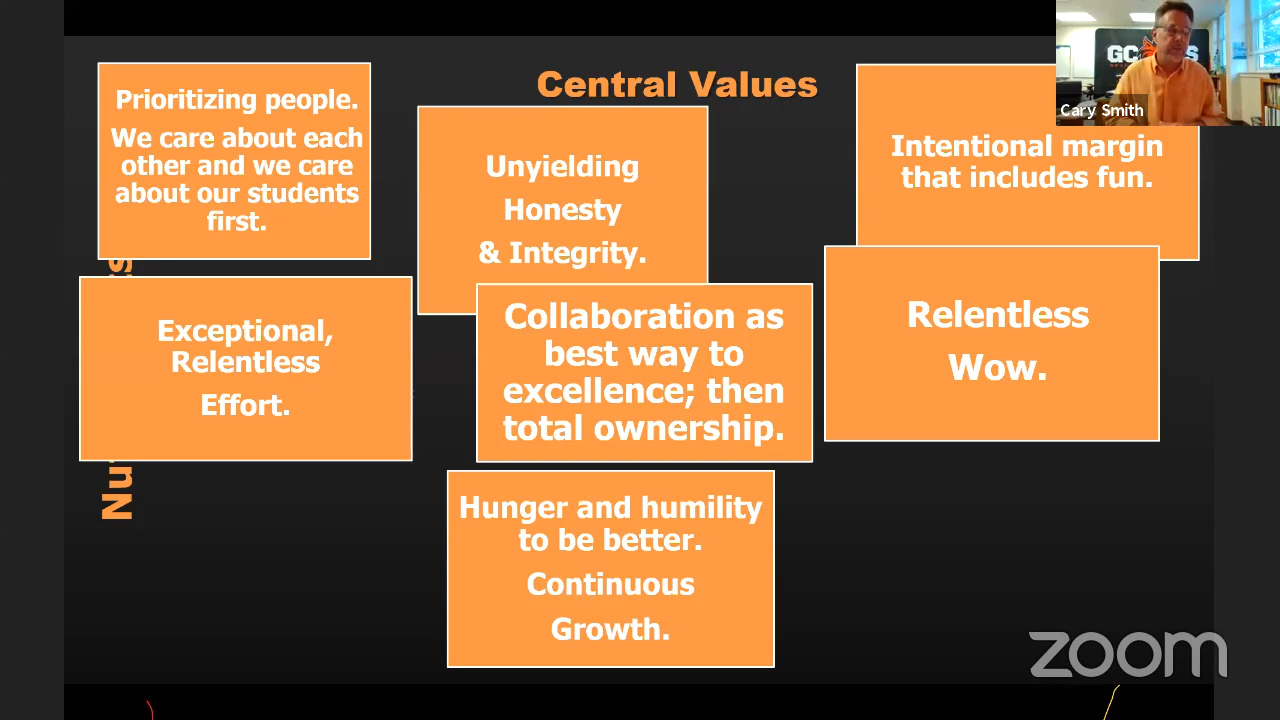 Central Values
Prioritizing people.
We care about each
other and we care
about our students
first.
Unyielding
Honesty
& Integrity.
Intentional margin
that includes fun.
Exceptional,
Relentless
Effort.
Collaboration as
best way to
excellence; then
total ownership.
Relentless
Wow.
Hunger and humility
to be better.
Continuous
Growth.
Cary Smith
zoom